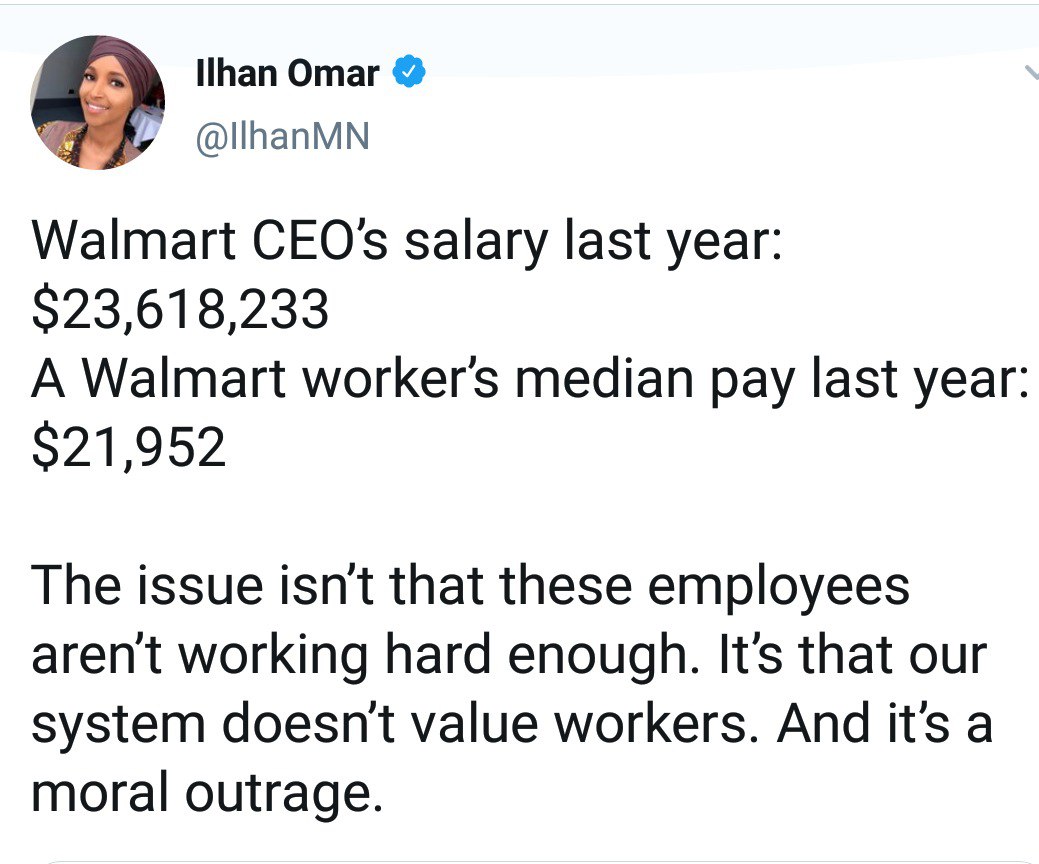 Ilhan Omar
@IlhanMN
Walmart CEO’s salary last year:
$23,618,233
A Walmart worker’s median pay last year:
$21,952
The issue isn’t that these employees
aren’t working hard enough. It’s that our
system doesn’t value workers. And it’s a
moral outrage.